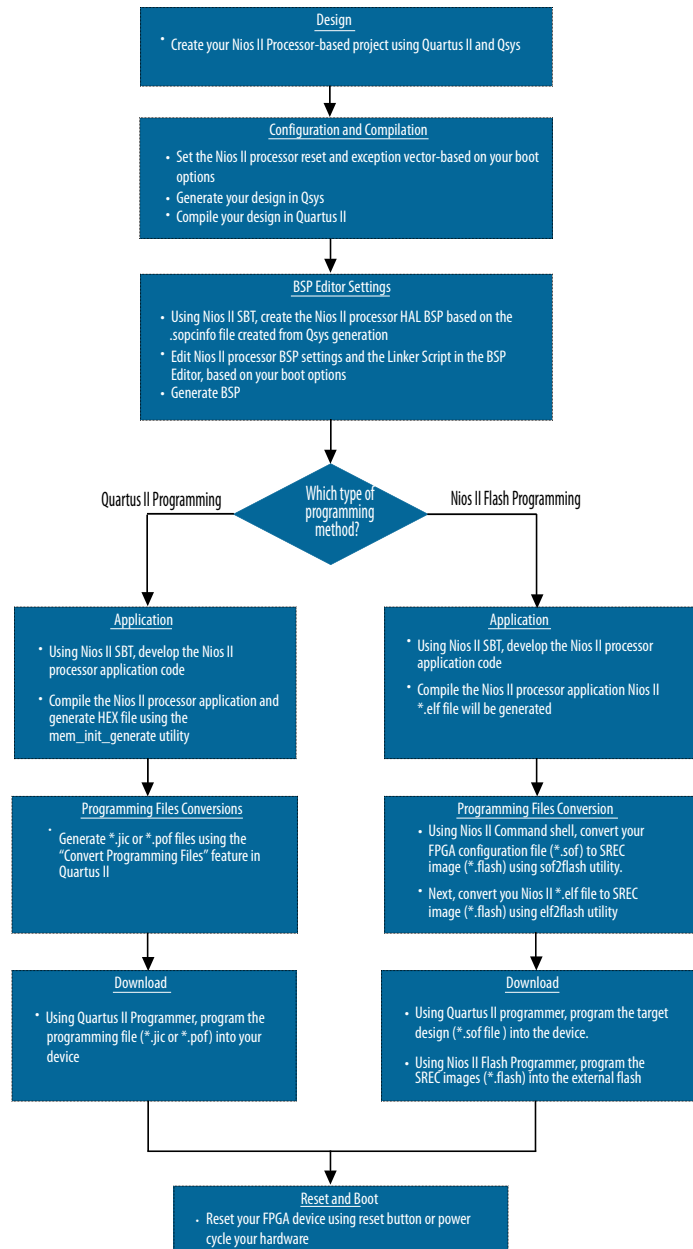 Design
• Create your Nios II Processor-based project using Quartus II and Qsys
Configuration and Compilation
• Set the Nios II processor reset and exception vector-based on your boot
options
• Generate your design in Qsys
• Compile your design in Quartus II
BSP Editor Settings
• Using Nios II SBT, create the Nios II processor HAL BSP based on the
.sopcinfo file created from Qsys generation
• Edit Nios II processor BSP settings and the Linker Script in the BSP
Editor, based on your boot options
• Generate BSP
Which type of
programming
method?
Quartus II Programming
Nios II Flash Programming
Application
• Using Nios II SBT, develop the Nios II
processor application code
• Compile the Nios II processor application and
generate HEX file using the
mem_init_generate utility
Application
• Using Nios II SBT, develop the Nios II processor
application code
• Compile the Nios II processor application Nios II
*.elf file will be generated
Programming Files Conversions
• Generate *.jic or *.pof files using the
“Convert Programming Files” feature in
Quartus II
Programming Files Conversion
• Using Nios II Command shell, convert your
FPGA configuration file (*.sof) to SREC
image (*.flash) using sof2flash utility.
• Next, convert you Nios II *.elf file to SREC
image (*.flash) using elf2flash utility
Download
• Using Quartus II Programmer, program the
programming file (*.jic or *.pof) into your
device
Download
• Using Quartus II programmer, program the target
design (*.sof file ) into the device.
• Using Nios II Flash Programmer, program the
SREC images (*.flash) into the external flash
Reset and Boot
• Reset your FPGA device using reset button or power
cycle your hardware